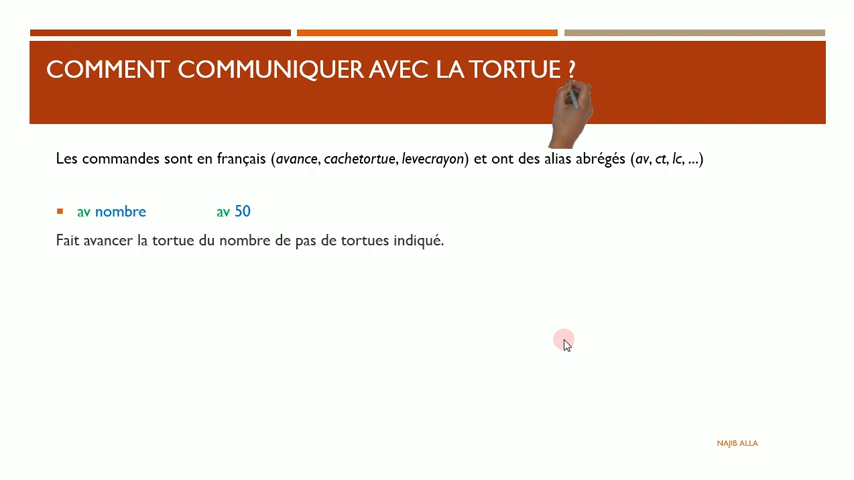 COMMENT COMMUNIQUER AVEC LA TORTUE ?
Les commandes sont en français (avance, cachetortue, levecrayon) et ont des alias abrégés (av, ct, lc, ...)
av nombre av 50
Fait avancer la tortue du nombre de pas de tortues indiqué.
NAJIB ALLA